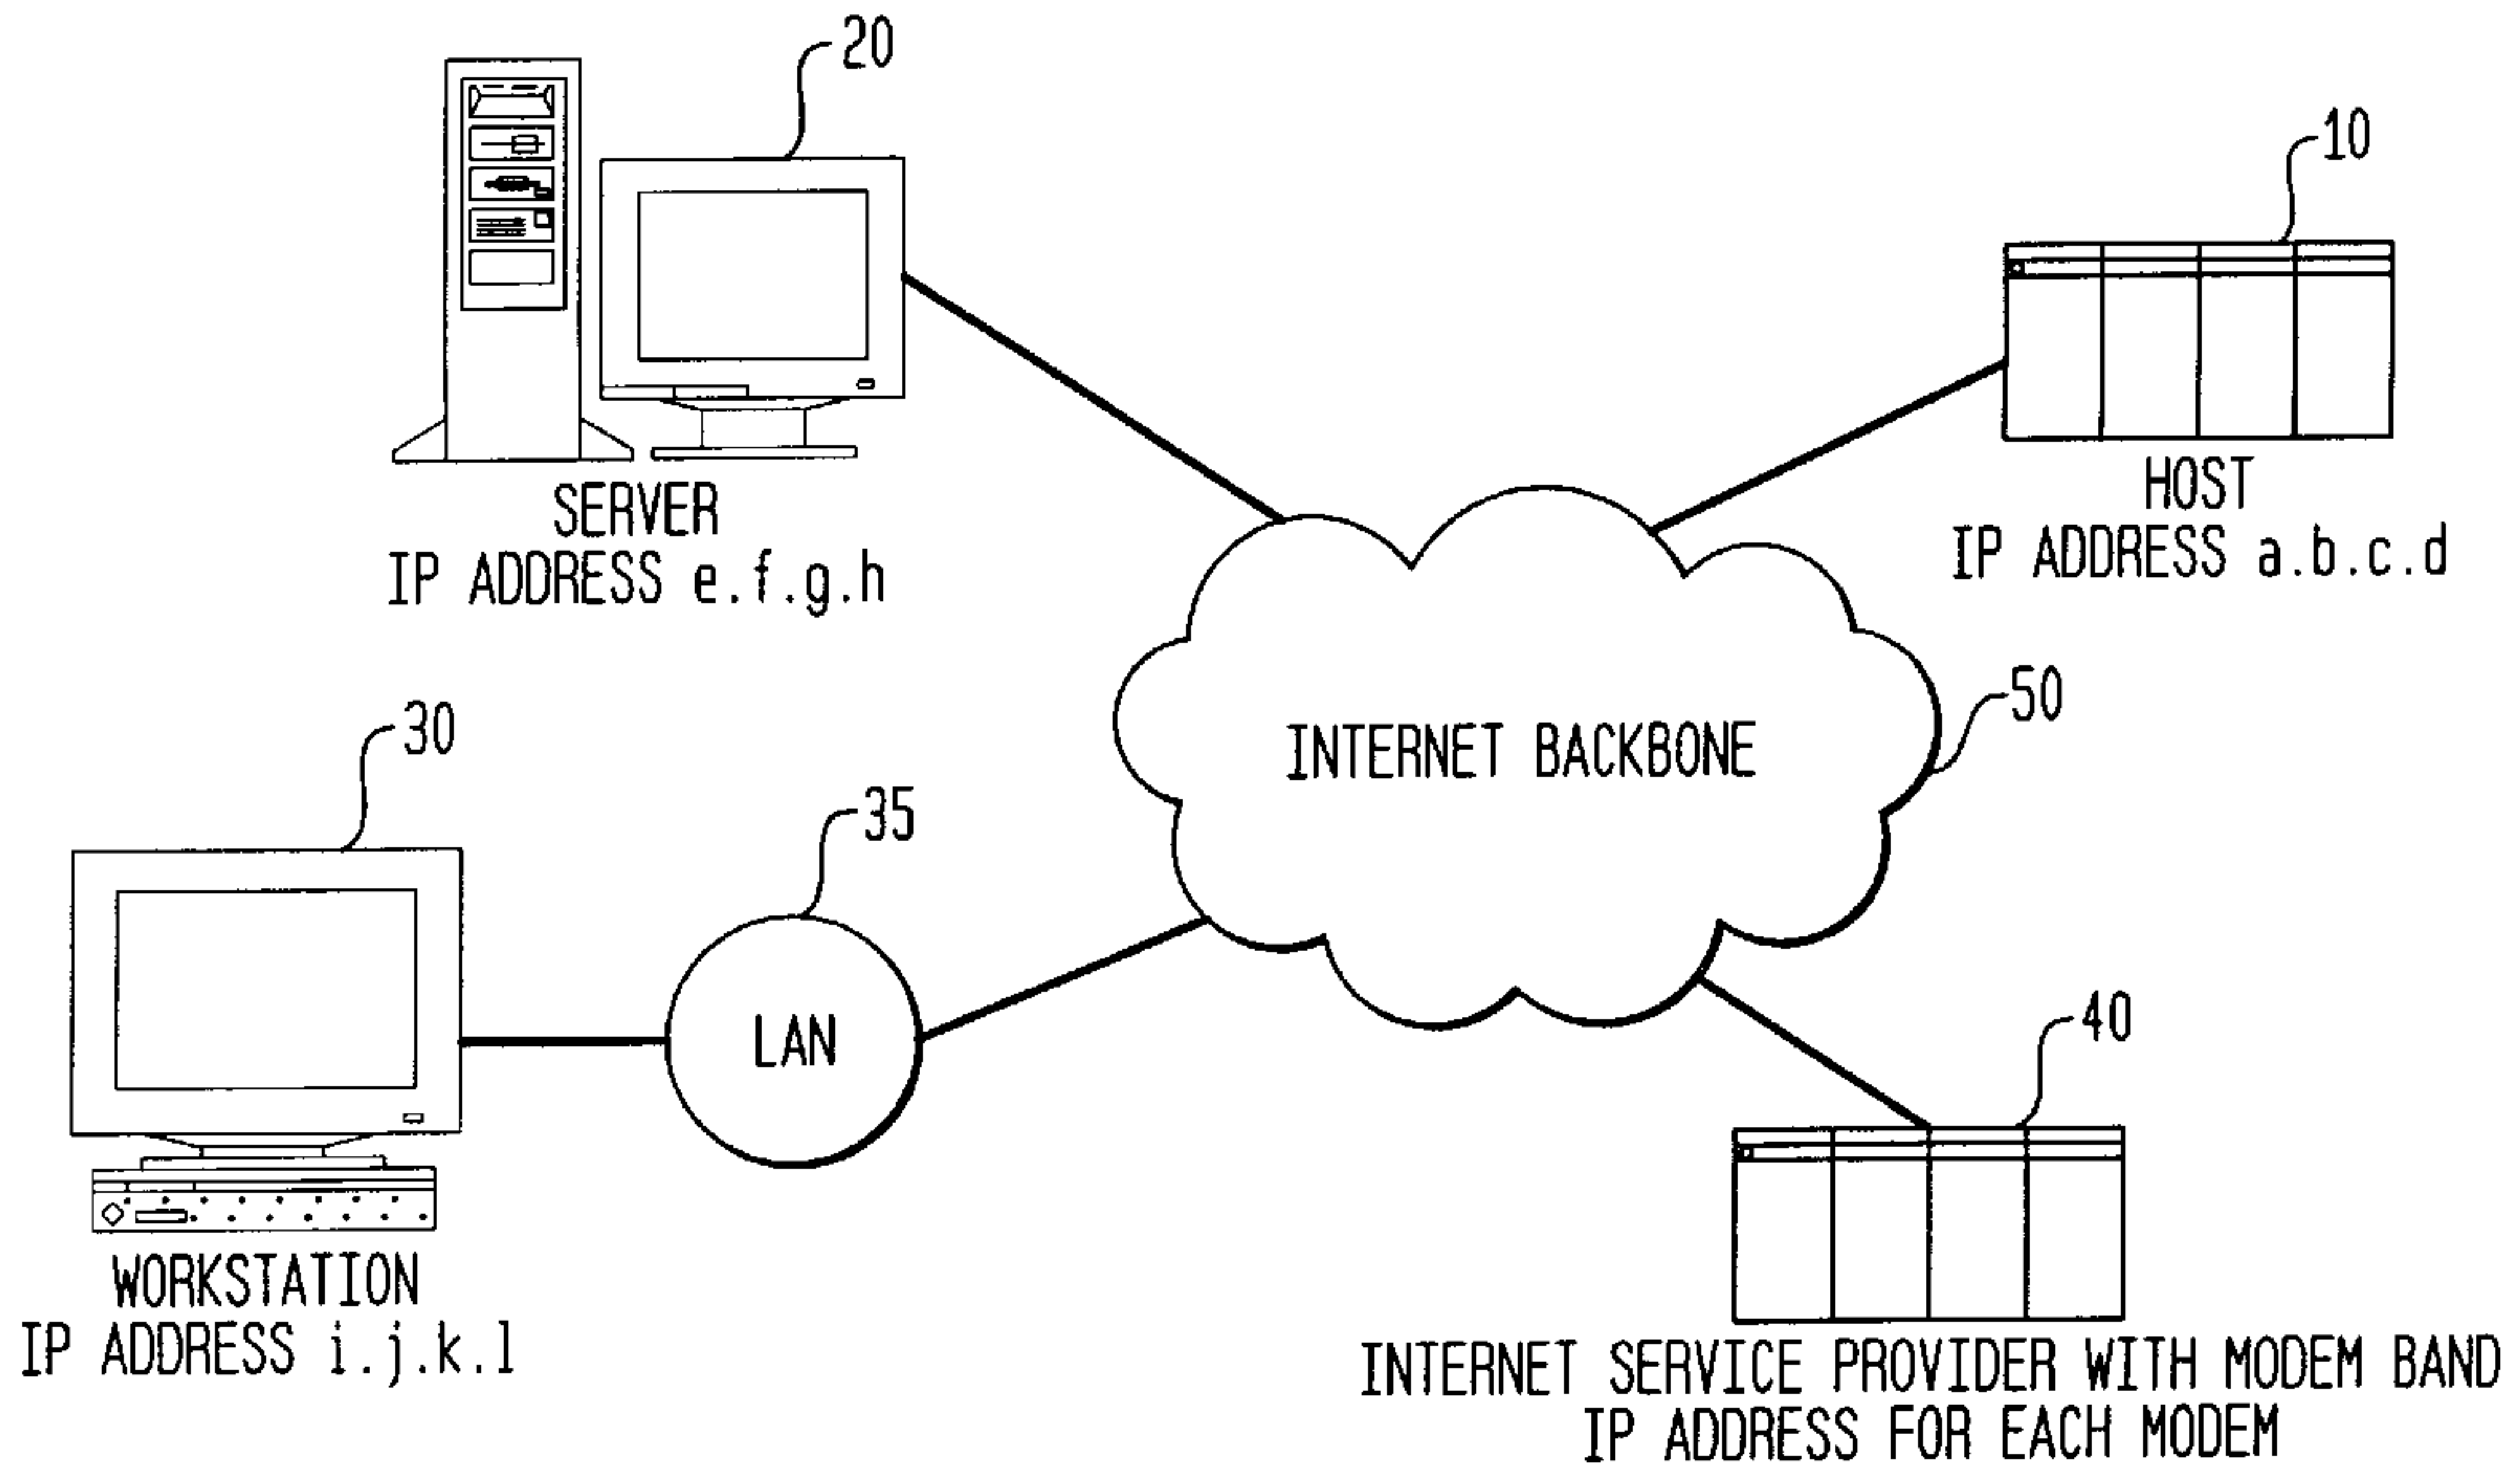 20
10
SERVER
IP ADDRESS e.f.g.h
HOST
IP ADDRESS a.b.c.d
50
INTERNET BACKBONE
30
35
LAN
40
WORKSTATION
IP ADDRESS i.j.k.l
INTERNET SERVICE PROVIDER WITH MODEM BAND
IP ADDRESS FOR EACH MODEM